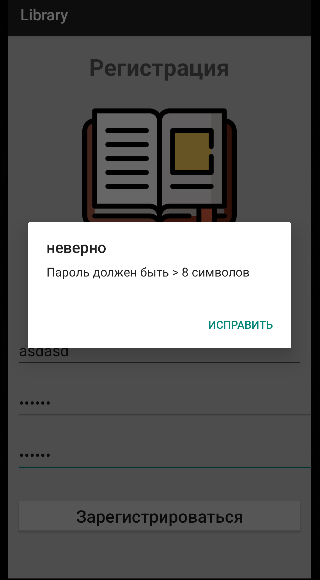 Library
Регистрация
неверно
Пароль должен быть > 8 символов
ИСПРАВИТЬ
asdasd
••••••
••••••
Зарегистрироваться